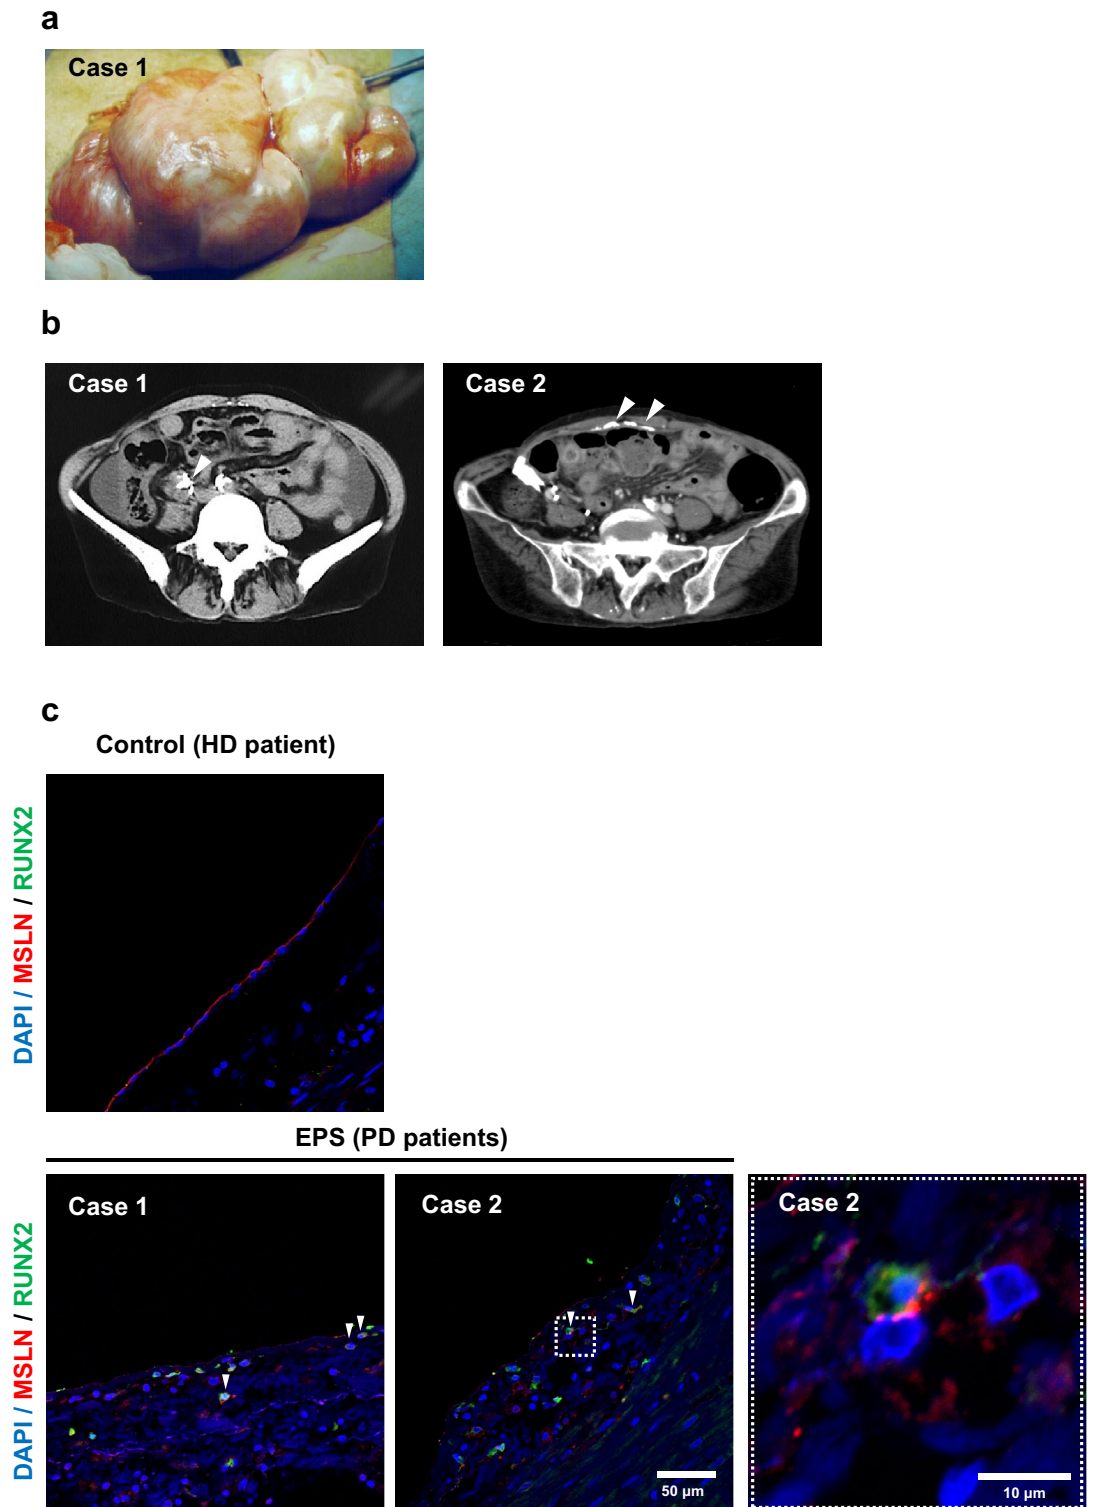 a
Case 1
b
Case 1
Case 2
c
Control (HD patient)
DAPI / MSLN / RUNX2
EPS (PD patients)
DAPI / MSLN / RUNX2
Case 1
Case 2
50 µm
Case 2
10 µm